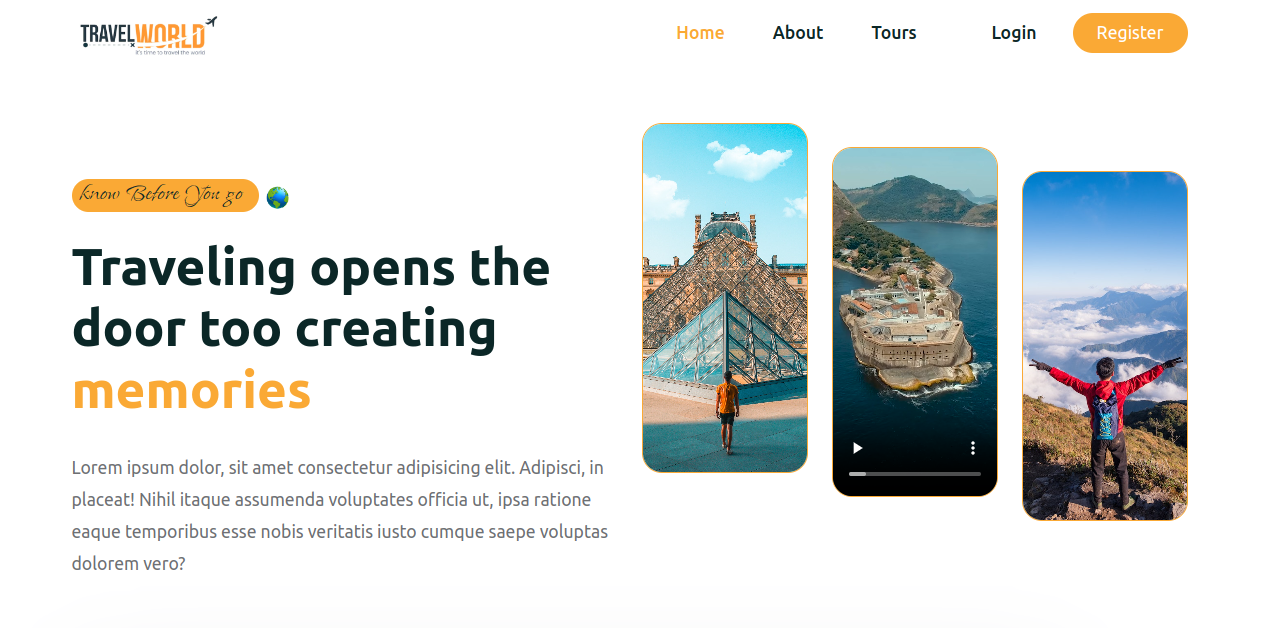 TRAVELWORLD
It's time to travel the world
Home About Tours Login Register
know Before You go
Traveling opens the
door too creating
memories
Lorem ipsum dolor, sit amet consectetur adipisicing elit. Adipisci, in
placeat! Nihil itaque assumenda voluptates officia ut, ipsa ratione
eaque temporibus esse nobis veritatis iusto cumque saepe voluptas
dolorem vero?